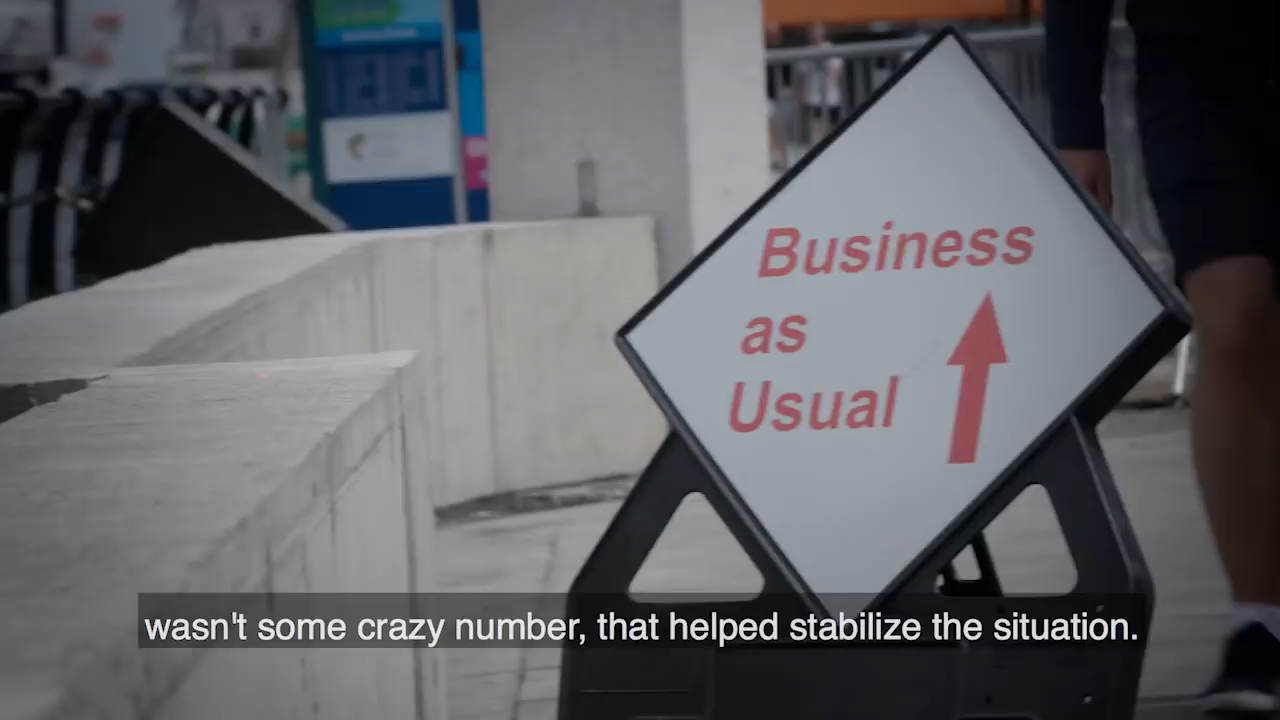 Business
as
Usual
wasn't some crazy number, that helped stabilize the situation.